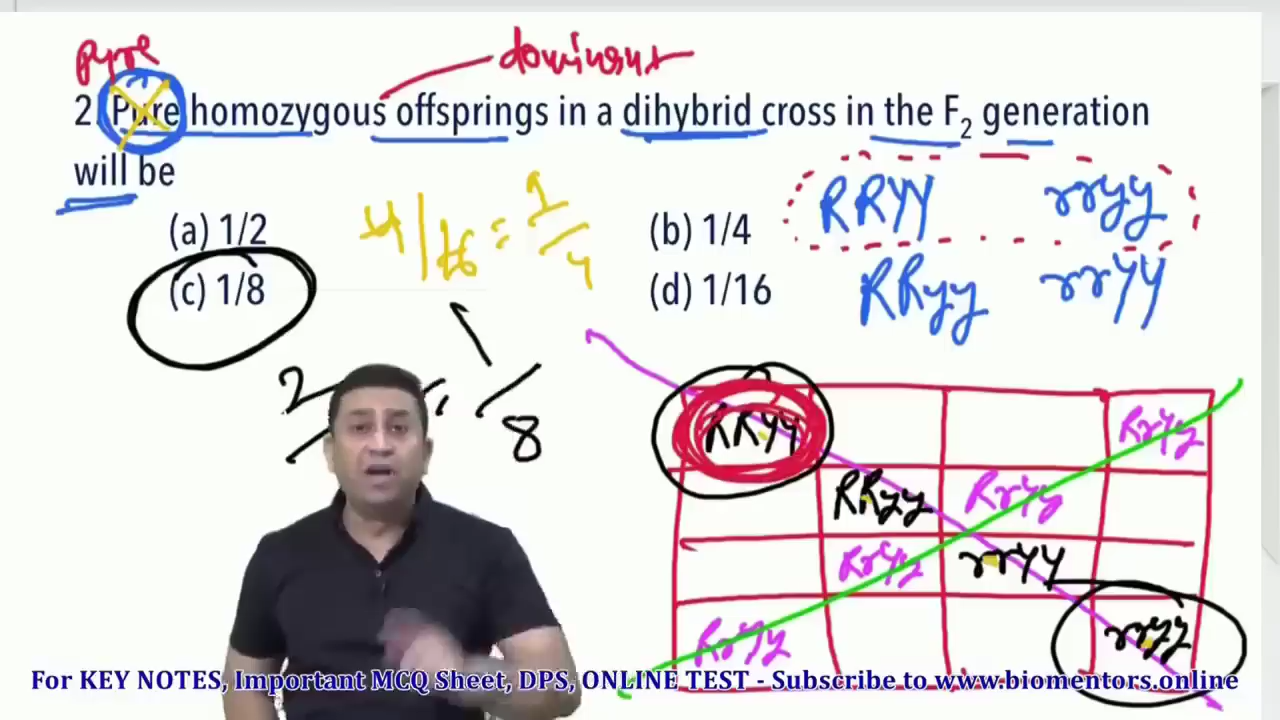 pure
dominant
2. Pure homozygous offsprings in a dihybrid cross in the F2 generation
will be
RRYY rryy
(a) 1/2 4/16 = 1/4 (b) 1/4
(c) 1/8 (d) 1/16 RRyy rrYY
2 = 1/8
RRYY RrYy
RRyy RrYy
RrYy rrYY
RrYy rryy
For KEY NOTES, Important MCQ Sheet, DPS, ONLINE TEST - Subscribe to www.biomentors.online